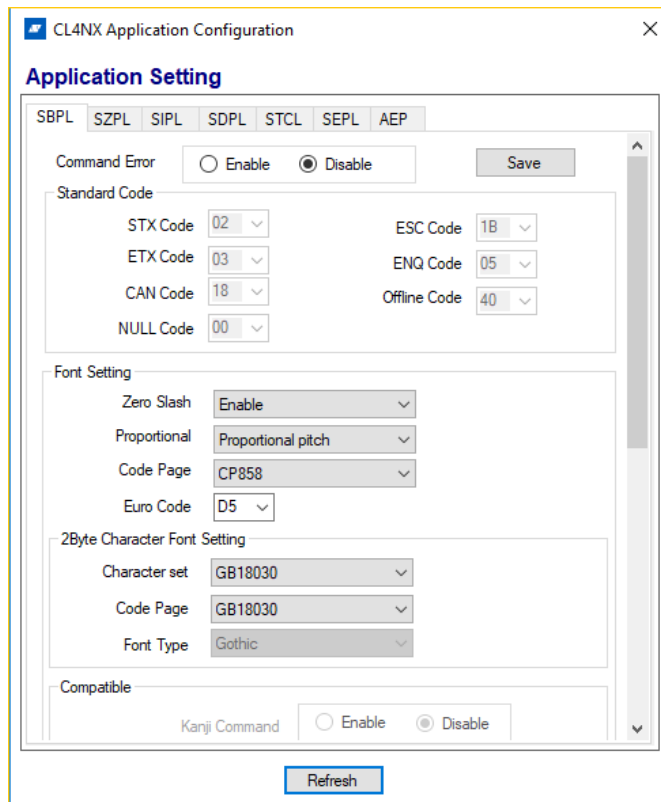 CL4NX Application Configuration
Application Setting
SBPL SZPL SIPL SDPL STCL SEPL AEP
Command Error Enable Disable Save
Standard Code
STX Code 02 ESC Code 1B
ETX Code 03 ENQ Code 05
CAN Code 18 Offline Code 40
NULL Code 00
Font Setting
Zero Slash Enable
Proportional Proportional pitch
Code Page CP858
Euro Code D5
2Byte Character Font Setting
Character set GB18030
Code Page GB18030
Font Type Gothic
Compatible
Kanji Command Enable Disable
Refresh